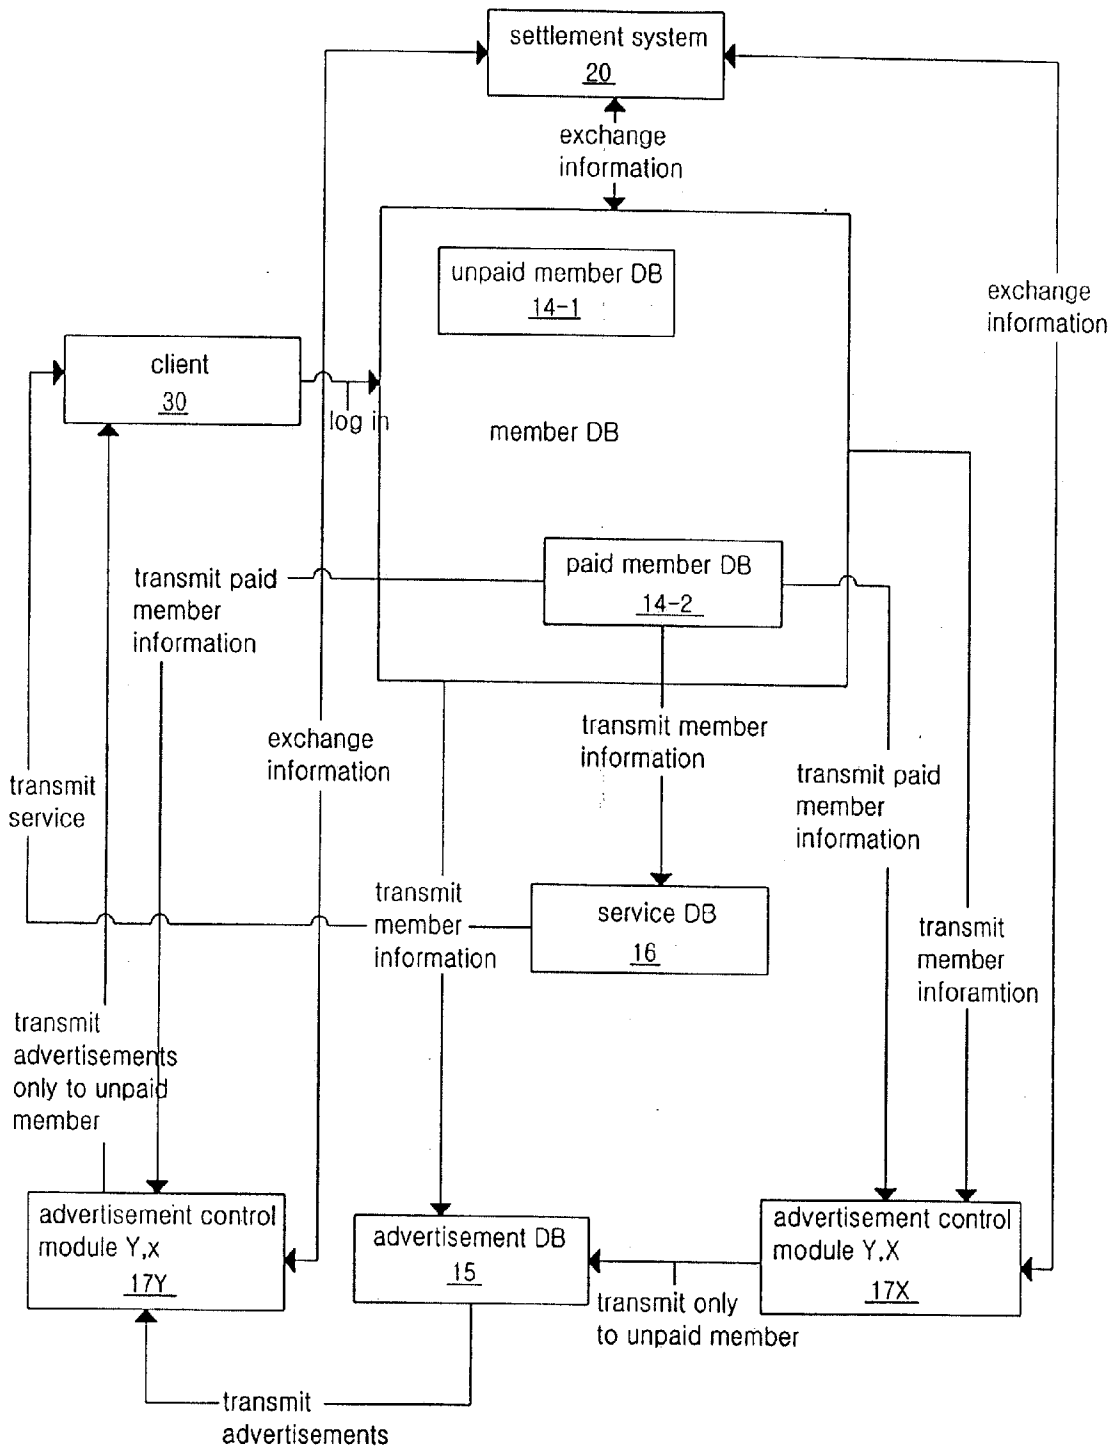 settlement system
20
exchange
information
unpaid member DB
14-1
exchange
information
client
30
log in
member DB
paid member DB
14-2
transmit paid
member
information
transmit member
information
exchange
information
transmit paid
member
information
transmit
service
transmit
member
information
service DB
16
transmit
member
inforamtion
transmit
advertisements
only to unpaid
member
advertisement control
module Y,x
17Y
advertisement DB
15
advertisement control
module Y,X
17X
transmit only
to unpaid member
transmit
advertisements